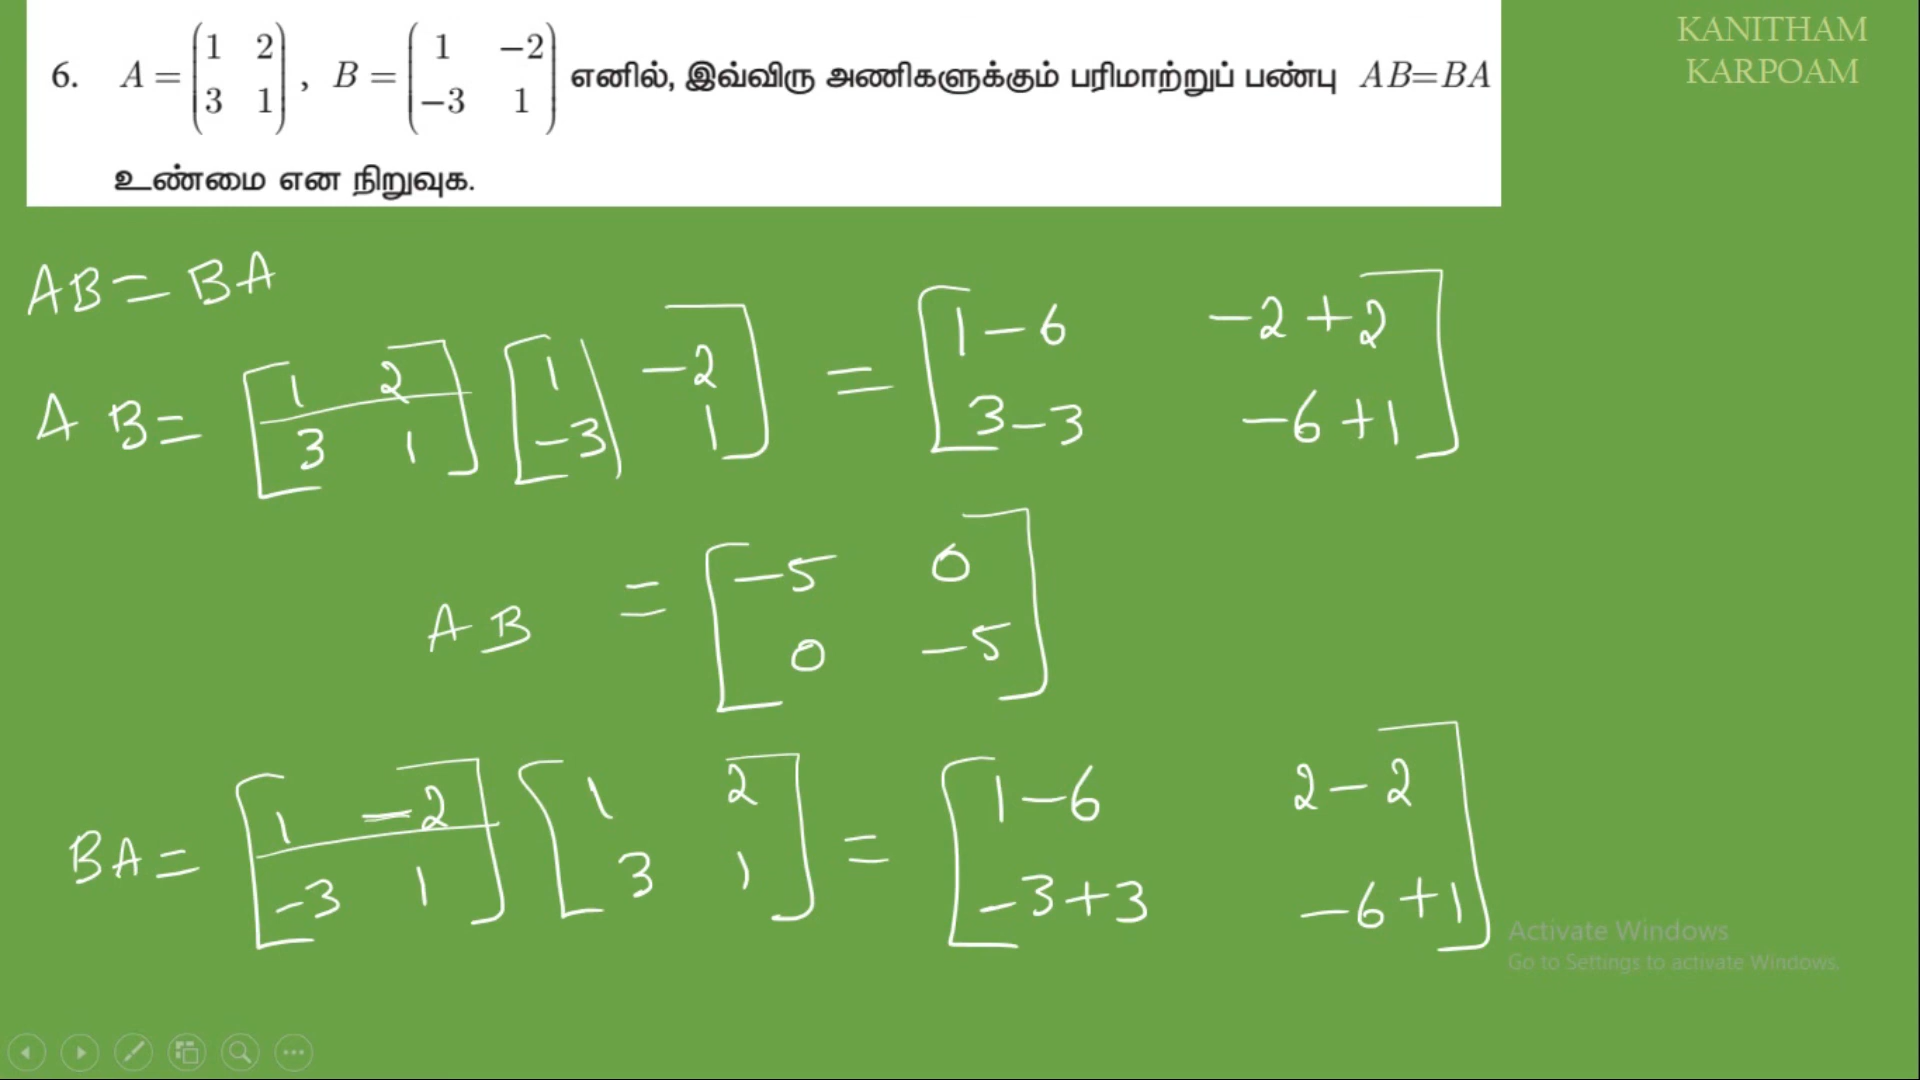 KANITHAM
KARPOAM
6. A = (1 2 3 1), B = (1 −2 −3 1) எனில், இவ்விரு அணிகளுக்கும் பரிமாற்றுப் பண்பு AB=BA
உண்மை என நிறுவுக.
AB = BA
AB = [1 2 3 1] [1 -2 -3 1] = [1-6 -2+2 3-3 -6+1]
AB = [-5 0 0 -5]
BA = [1 -2 -3 1] [1 2 3 1] = [1-6 2-2 -3+3 -6+1]
Activate Windows
Go to Settings to activate Windows.